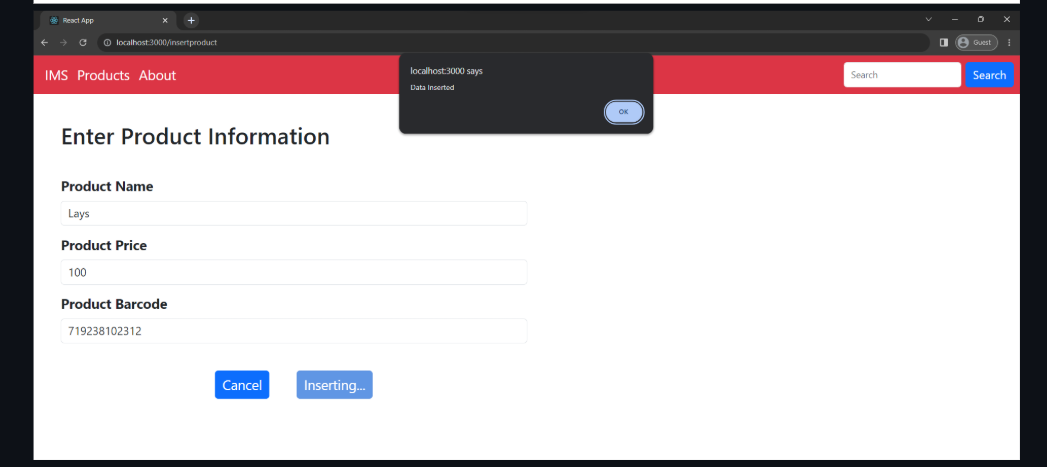 React App
localhost:3000/insertproduct
Guest
IMS Products About
Search
Search
localhost:3000 says
Data Inserted
OK
Enter Product Information
Product Name
Lays
Product Price
100
Product Barcode
719238102312
Cancel
Inserting...